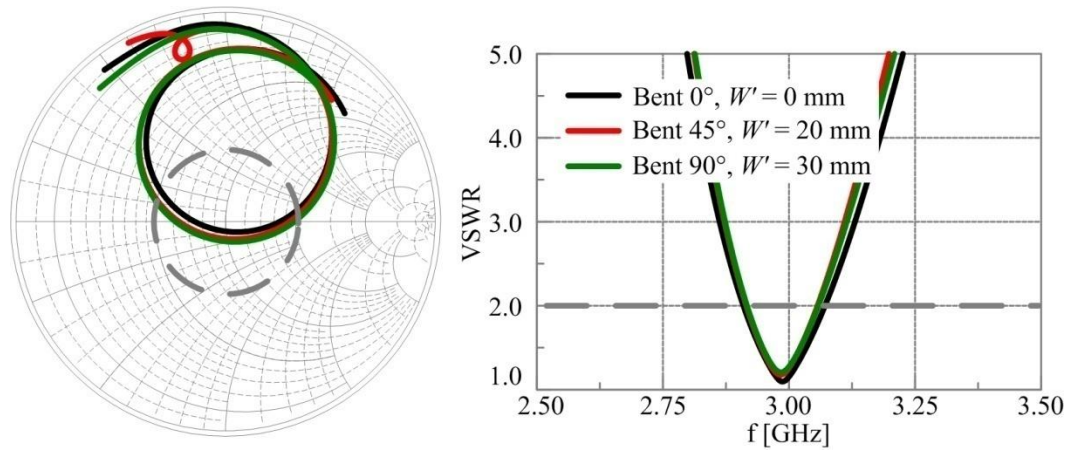 5.0
4.0
3.0
2.0
1.0
VSWR
Bent 0°, W' = 0 mm
Bent 45°, W' = 20 mm
Bent 90°, W' = 30 mm
2.50 2.75 3.00 3.25 3.50
f [GHz]